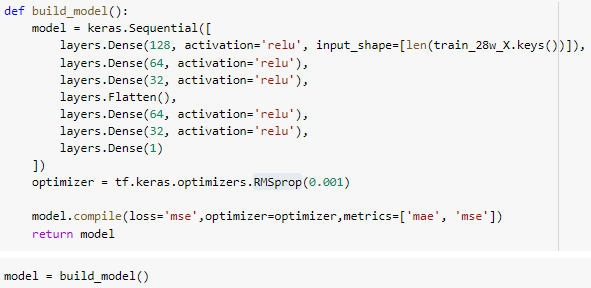 def build_model():
    model = keras.Sequential([
        layers.Dense(128, activation='relu', input_shape=[len(train_28w_X.keys())]),
        layers.Dense(64, activation='relu'),
        layers.Dense(32, activation='relu'),
        layers.Flatten(),
        layers.Dense(64, activation='relu'),
        layers.Dense(32, activation='relu'),
        layers.Dense(1)
    ])
    optimizer = tf.keras.optimizers.RMSprop(0.001)

    model.compile(loss='mse',optimizer=optimizer,metrics=['mae', 'mse'])
    return model

model = build_model()